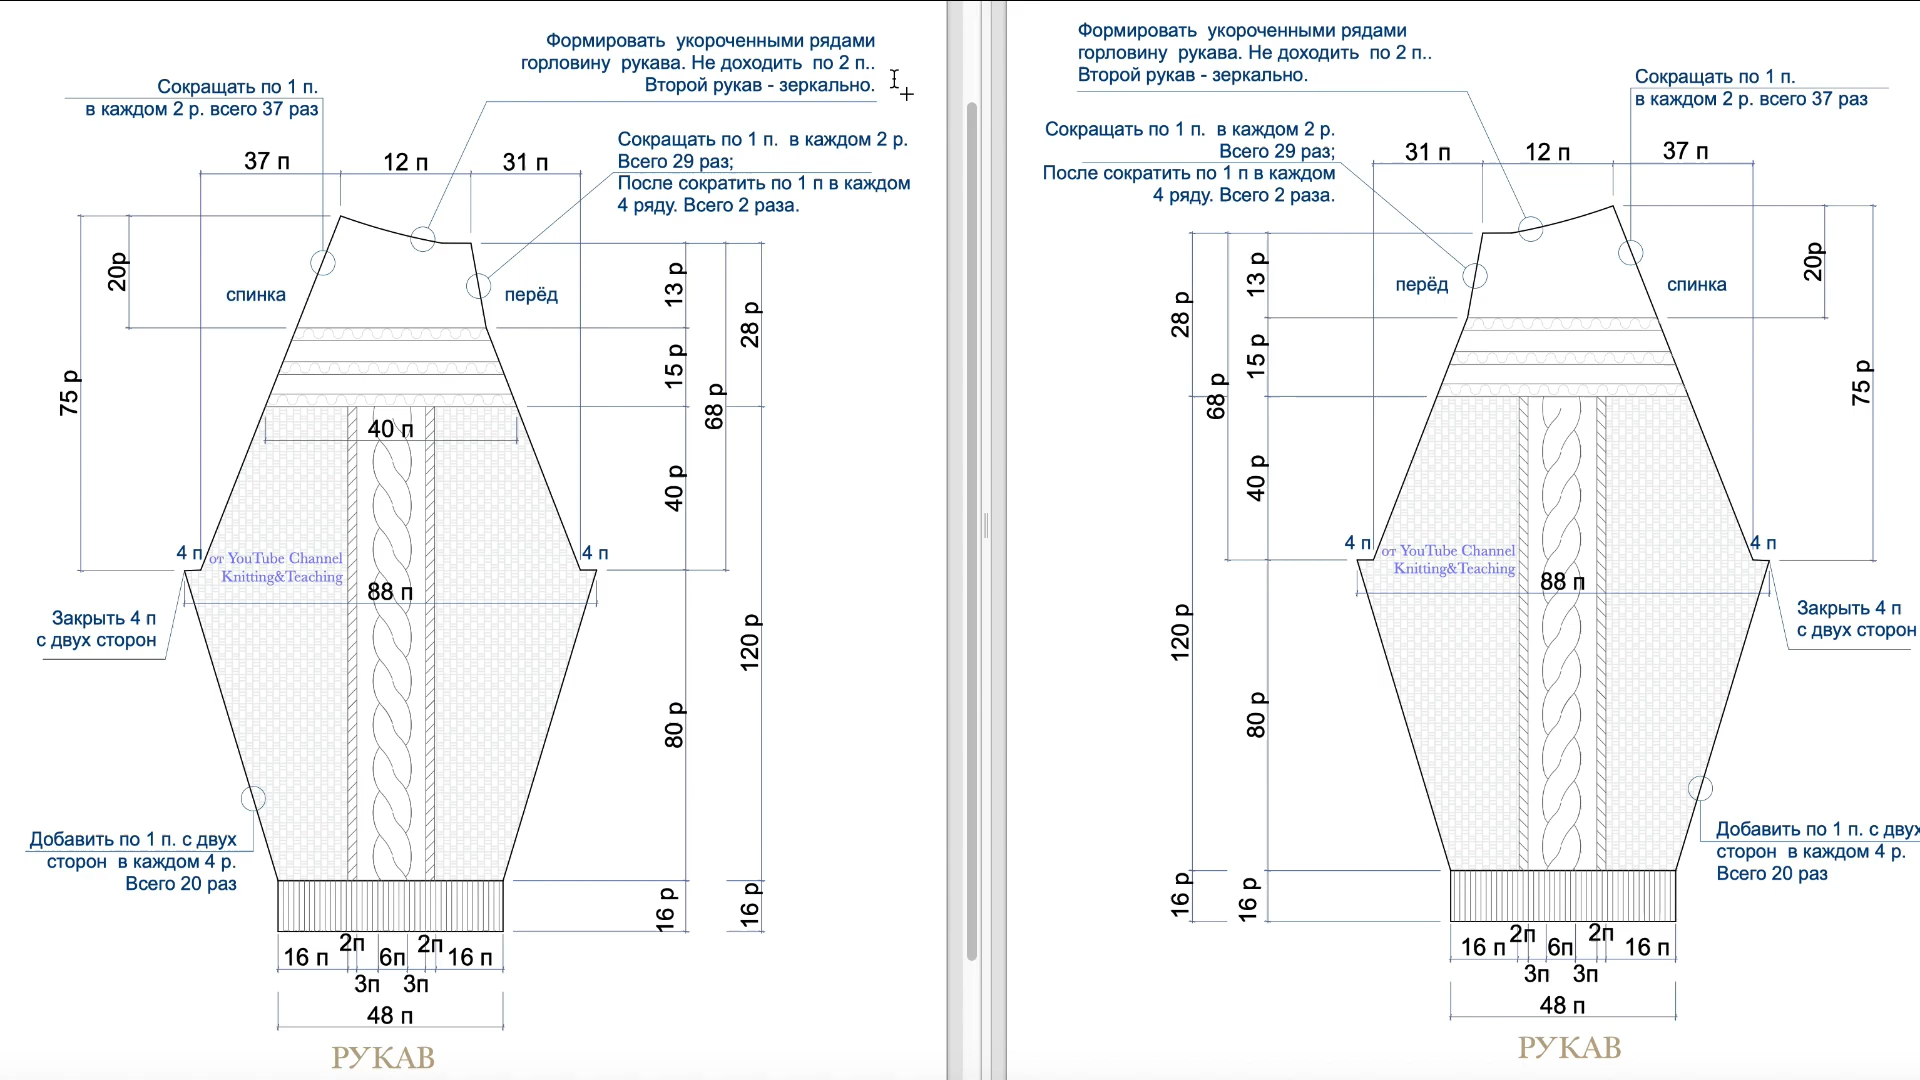 Формировать укороченными рядами
горловину рукава. Не доходить по 2 п..
Второй рукав - зеркально.
Сокращать по 1 п.
в каждом 2 р. всего 37 раз
Сокращать по 1 п. в каждом 2 р.
Всего 29 раз;
После сократить по 1 п в каждом
4 ряду. Всего 2 раза.
37 п
12 п
31 п
20р
спинка
перёд
13 р
28 р
15 р
75 р
68 р
40 п
40 р
4 п
4 п
от YouTube Channel
Knitting&Teaching
88 п
Закрыть 4 п
с двух сторон
120 р
80 р
Добавить по 1 п. с двух
сторон в каждом 4 р.
Всего 20 раз
16 р
16 р
16 п
2п
6п
2п
16 п
3п
3п
48 п
РУКАВ
Формировать укороченными рядами
горловину рукава. Не доходить по 2 п..
Второй рукав - зеркально.
Сокращать по 1 п.
в каждом 2 р. всего 37 раз
Сокращать по 1 п. в каждом 2 р.
Всего 29 раз;
После сократить по 1 п в каждом
4 ряду. Всего 2 раза.
31 п
12 п
37 п
13 р
20р
перёд
спинка
28 р
15 р
68 р
75 р
40 р
4 п
4 п
от YouTube Channel
Knitting&Teaching
88 п
Закрыть 4 п
с двух сторон
120 р
80 р
Добавить по 1 п. с двух
сторон в каждом 4 р.
Всего 20 раз
16 р
16 р
16 п
2п
6п
2п
16 п
3п
3п
48 п
РУКАВ